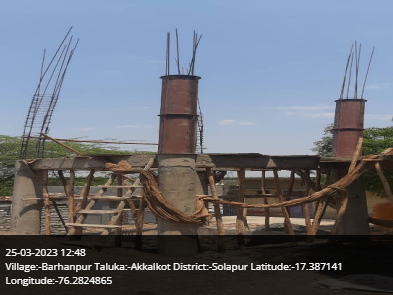 25-03-2023 12:48
Village:-Barhanpur Taluka:-Akkalkot District:-Solapur Latitude:-17.387141
Longitude:-76.2824865